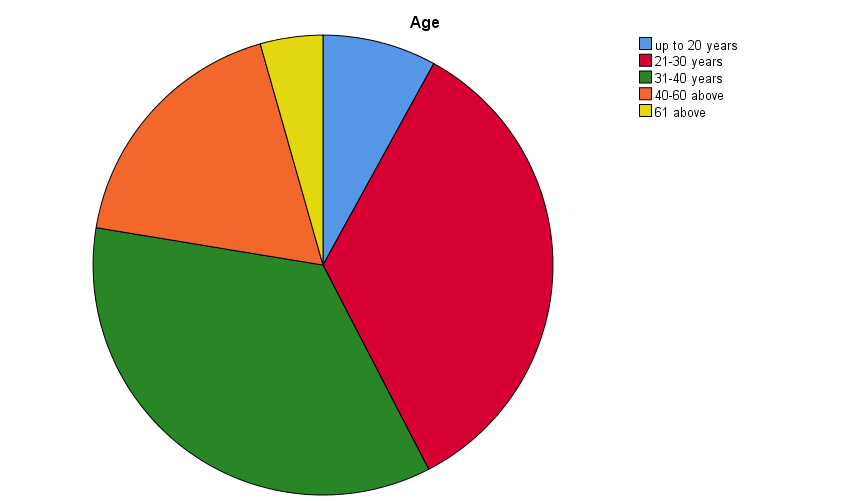 Age
up to 20 years
21-30 years
31-40 years
40-60 above
61 above